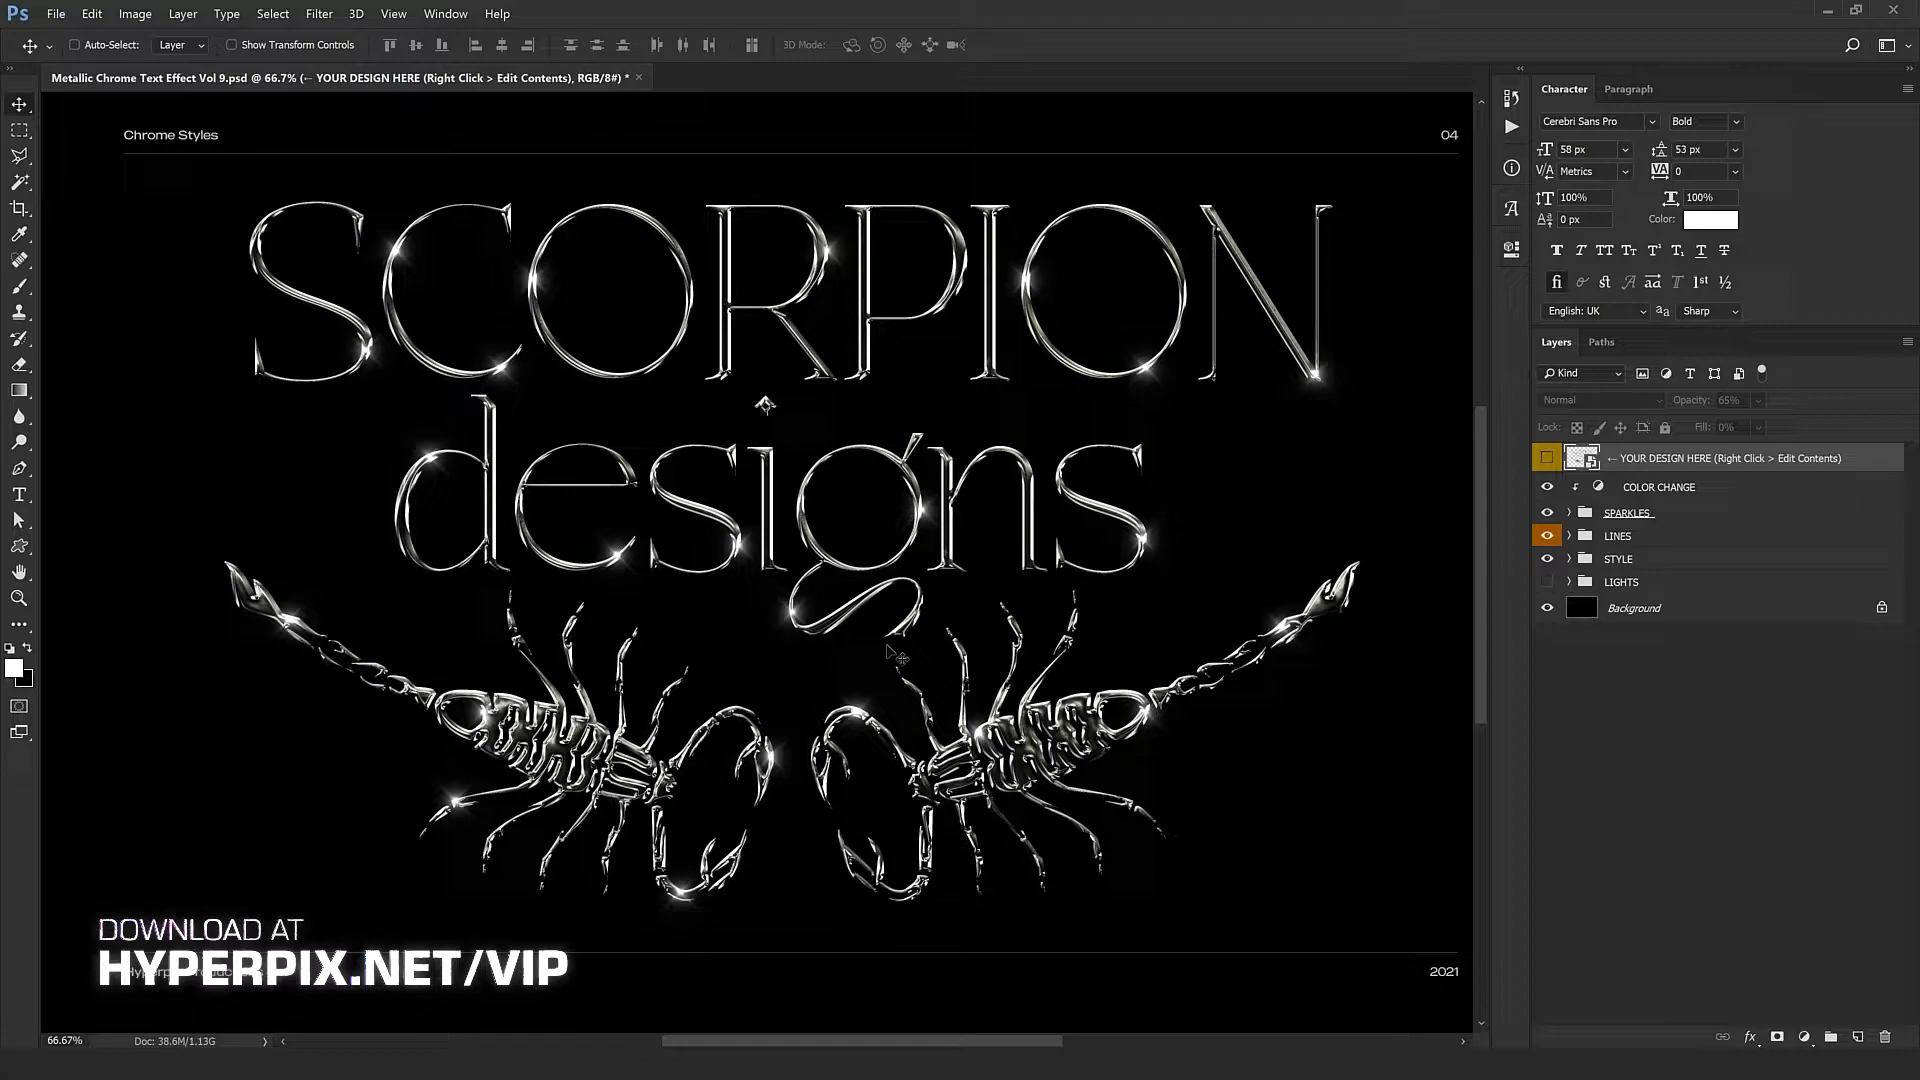 Ps File Edit Image Layer Type Select Filter 3D View Window Help
Auto-Select: Layer Show Transform Controls 3D Mode:
Metallic Chrome Text Effect Vol 9.psd @ 66.7% (← YOUR DESIGN HERE (Right Click > Edit Contents), RGB/8#) * ×
Chrome Styles 04
SCORPION
designs
DOWNLOAD AT
HYPERPIX.NET/VIP
2021
66.67% Doc: 38.6M/1.13G
Character Paragraph
Cerebri Sans Pro Bold
58 px 53 px
Metrics 0
100% 100%
0 px Color:
English: UK Sharp
Layers Paths
Kind
Normal Opacity: 65%
Lock: Fill: 0%
← YOUR DESIGN HERE (Right Click > Edit Contents)
COLOR CHANGE
SPARKLES
LINES
STYLE
LIGHTS
Background